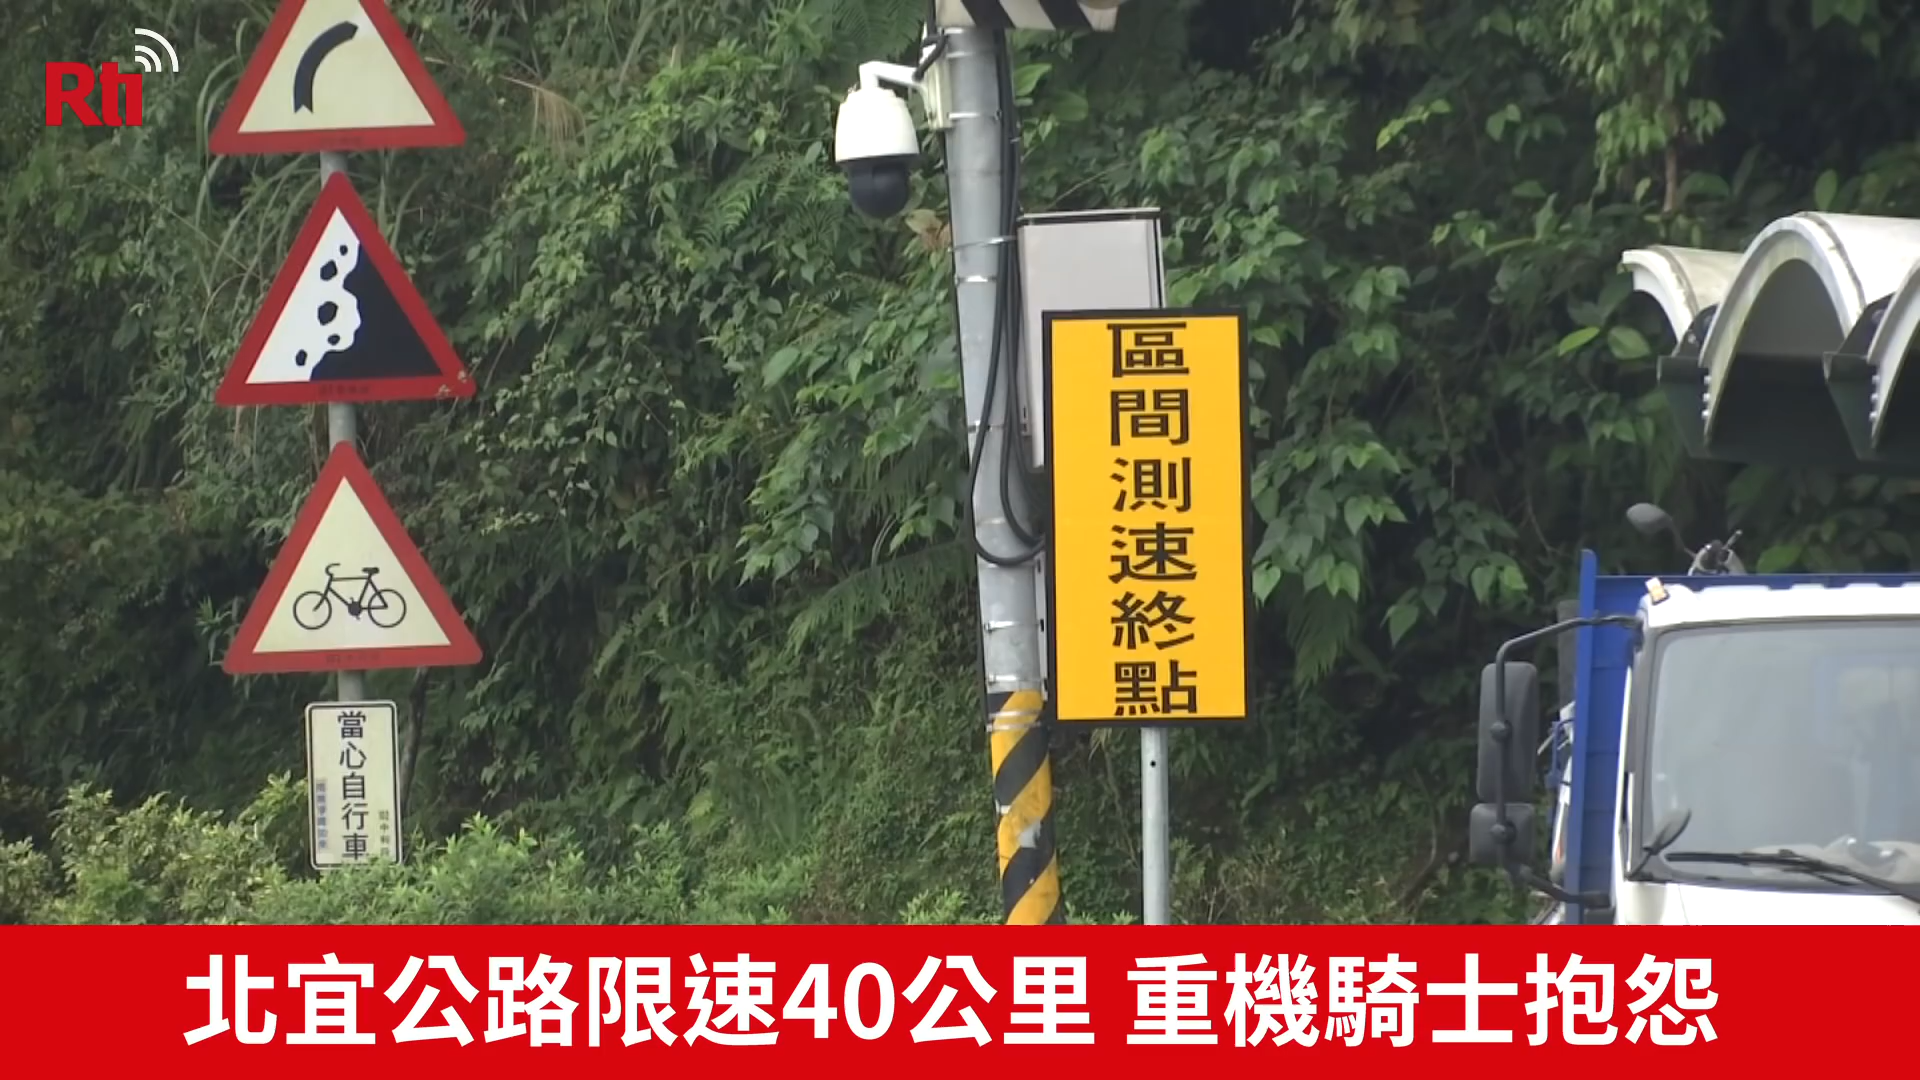 Rti
區間測速終點
當心自行車
北宜公路限速40公里 重機騎士抱怨